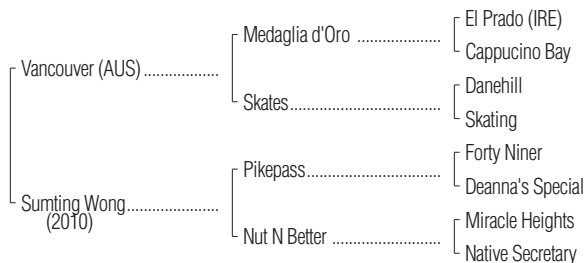 El Prado (IRE)
Medaglia d'Oro
Cappucino Bay
Vancouver (AUS)
Danehill
Skates
Skating
Forty Niner
Pikepass
Deanna's Special
Sumting Wong
(2010)
Miracle Heights
Nut N Better
Native Secretary